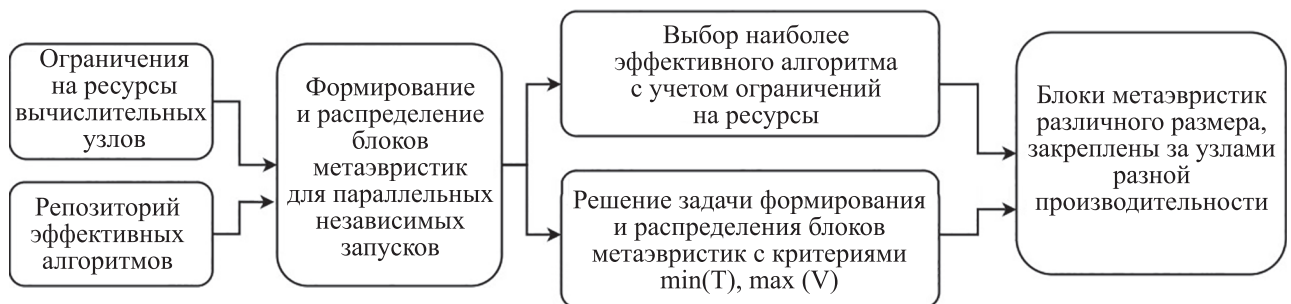 Ограничения
на ресурсы
вычислительных
узлов
Репозиторий
эффективных
алгоритмов
Формирование
и распределение
блоков
метаэвристик
для параллельных
независимых
запусков
Выбор наиболее
эффективного алгоритма
с учетом ограничений
на ресурсы
Решение задачи формирования
и распределения блоков
метаэвристик с критериями
min(T), max (V)
Блоки метаэвристик
различного размера,
закреплены за узлами
разной
производительности